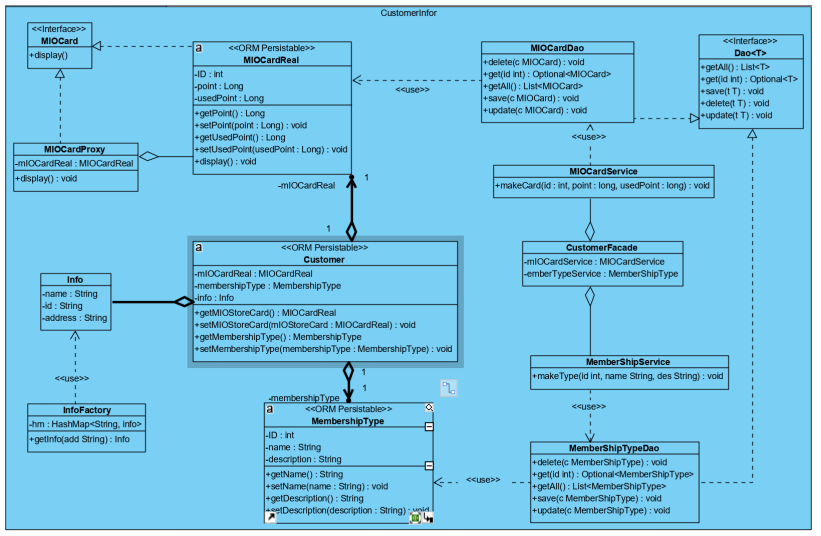 CustomerInfor
<<Interface>>
MIOCard
+display()
a
<<ORM Persistable>>
MIOCardReal
-ID : int
-point : Long
-usedPoint : Long
+getPoint() : Long
+setPoint(point : Long) : void
+getUsedPoint() : Long
+setUsedPoint(usedPoint : Long) : void
+display() : void
MIOCardDao
+delete(c MIOCard) : void
+get(id int) : Optional<MIOCard>
+getAll() : List<MIOCard>
+save(c MIOCard) : void
+update(c MIOCard) : void
<<Interface>>
Dao<T>
+getAll() : List<T>
+get(id int) : Optional<T>
+save(t T) : void
+delete(t T) : void
+update(t T) : void
<<use>>
<<use>>
MIOCardProxy
-mIOCardReal : MIOCardReal
+display() : void
MIOCardService
+makeCard(id : int, point : long, usedPoint : long) : void
1
-mIOCardReal
1
a
<<ORM Persistable>>
Customer
-mIOCardReal : MIOCardReal
-membershipType : MembershipType
-info : Info
+getMIOStoreCard() : MIOCardReal
+setMIOStoreCard(mIOStoreCard : MIOCardReal) : void
+getMembershipType() : MembershipType
+setMembershipType(membershipType : MembershipType) : void
CustomerFacade
-mIOCardService : MIOCardService
-emberTypeService : MemberShipType
Info
-name : String
-id : String
-address : String
<<use>>
InfoFactory
-hm : HashMap<String, info>
+getInfo(add String) : Info
MemberShipService
+makeType(id int, name String, des String) : void
<<use>>
1
1
-membershipType
a
<<ORM Persistable>>
MembershipType
-ID : int
-name : String
-description : String
+getName() : String
+setName(name : String) : void
+getDescription() : String
+setDescription(description : String) : void
<<use>>
MemberShipTypeDao
+delete(c MemberShipType) : void
+get(id int) : Optional<MemberShipType>
+getAll() : List<MemberShipType>
+save(c MemberShipType) : void
+update(c MemberShipType) : void